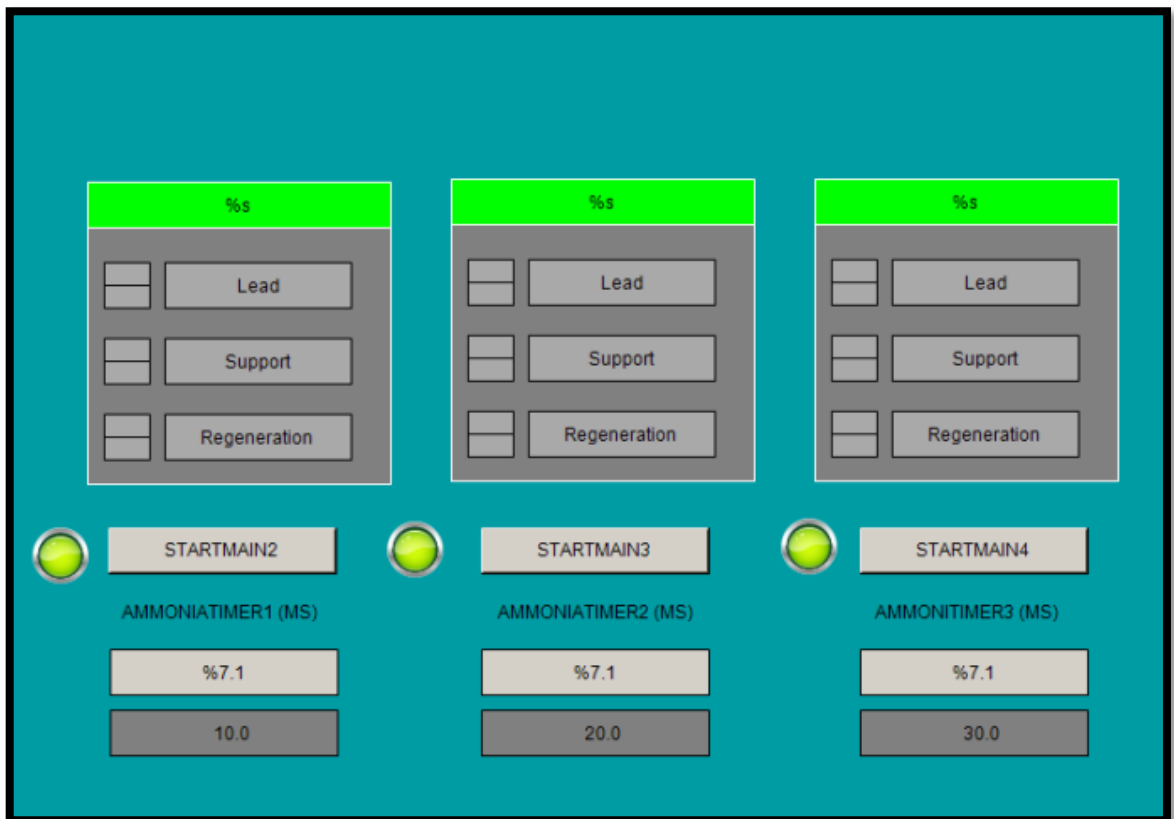 %s
%s
%s
Lead
Lead
Lead
Support
Support
Support
Regeneration
Regeneration
Regeneration
STARTMAIN2
STARTMAIN3
STARTMAIN4
AMMONIATIMER1 (MS)
AMMONIATIMER2 (MS)
AMMONITIMER3 (MS)
%7.1
%7.1
%7.1
10.0
20.0
30.0